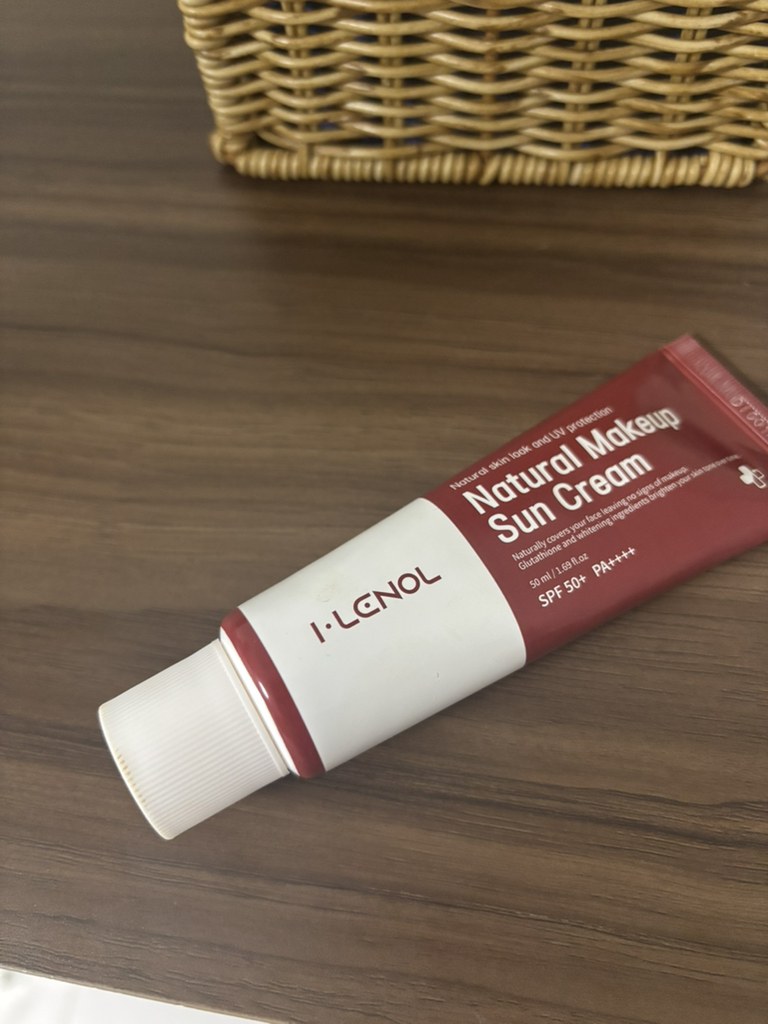 I·LENOL
Natural skin look and UV protection
Natural Makeup
Sun Cream
Naturally covers your face leaving no signs of makeup.
Glutathione and whitening ingredients brighten your skin tone
50 ml / 1.69 fl.oz
SPF 50+ PA++++